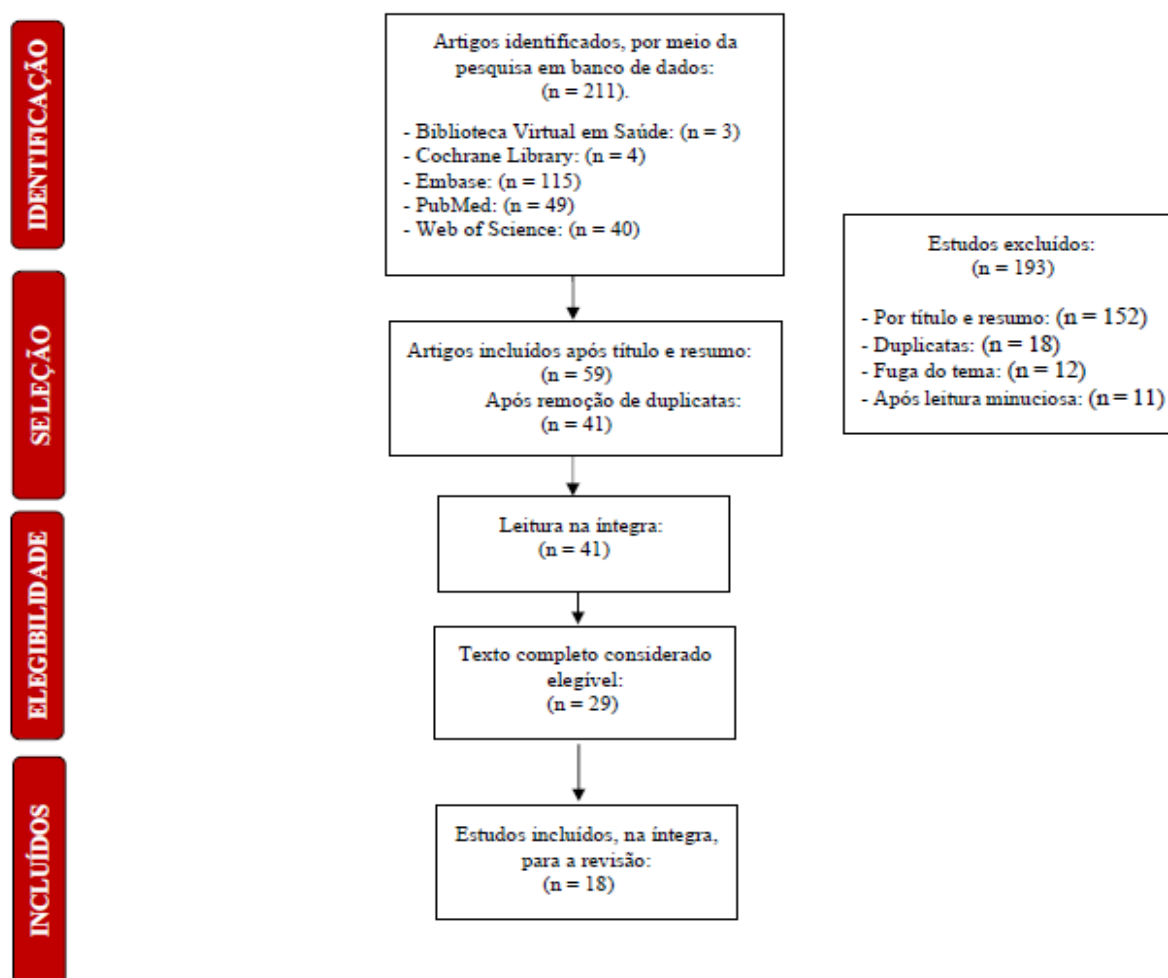 IDENTIFICAÇÃO
Artigos identificados, por meio da
pesquisa em banco de dados:
(n = 211).
- Biblioteca Virtual em Saúde: (n = 3)
- Cochrane Library: (n = 4)
- Embase: (n = 115)
- PubMed: (n = 49)
- Web of Science: (n = 40)
Estudos excluídos:
(n = 193)
- Por título e resumo: (n = 152)
- Duplicatas: (n = 18)
- Fuga do tema: (n = 12)
- Após leitura minuciosa: (n = 11)
SELEÇÃO
Artigos incluídos após título e resumo:
(n = 59)
Após remoção de duplicatas:
(n = 41)
ELEGIBILIDADE
Leitura na íntegra:
(n = 41)
Texto completo considerado
elegível:
(n = 29)
INCLUÍDOS
Estudos incluídos, na íntegra,
para a revisão:
(n = 18)